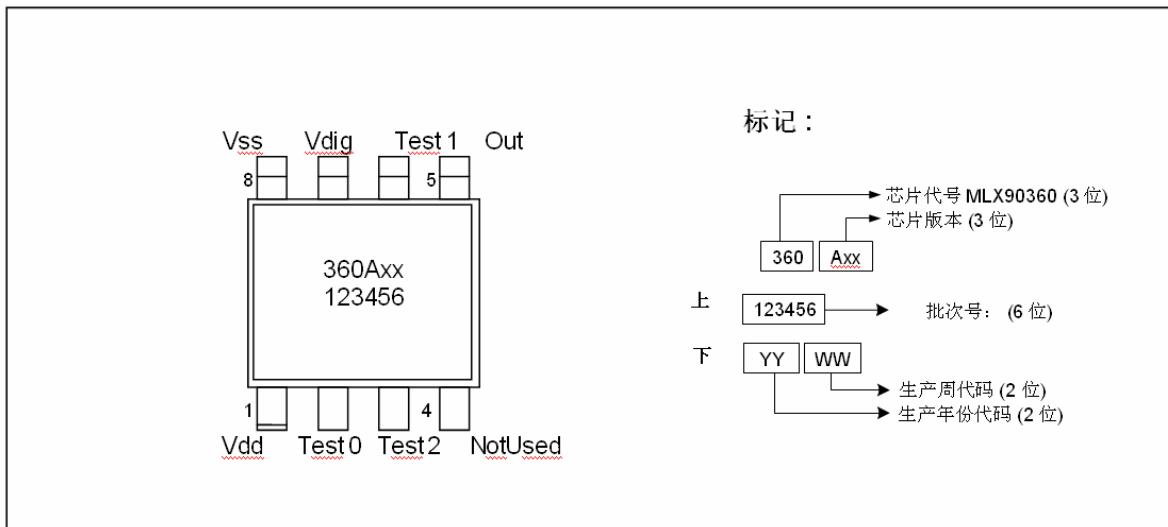 Vss Vdig Test 1 Out
8 5
360Axx
123456
1 4
Vdd Test 0 Test 2 NotUsed
标记：
芯片代号 MLX90360 (3 位)
芯片版本 (3 位)
360 Axx
上 123456 批次号： (6 位)
下 YY WW
生产周代码 (2 位)
生产年份代码 (2 位)